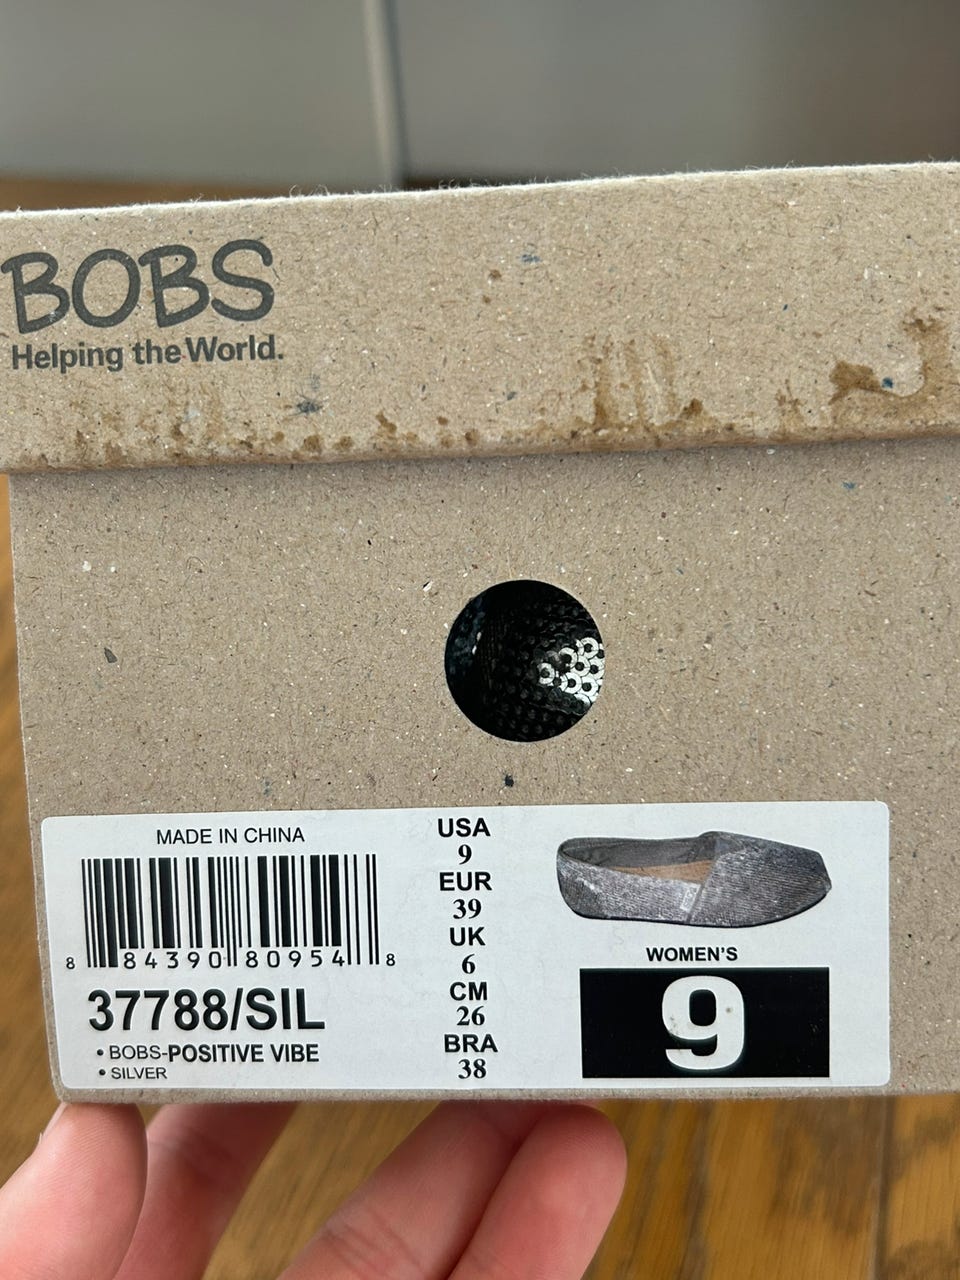 BOBS
Helping the World.
MADE IN CHINA
8 84390 80954 8
37788/SIL
• BOBS-POSITIVE VIBE
• SILVER
USA
9
EUR
39
UK
6
CM
26
BRA
38
WOMEN'S
9